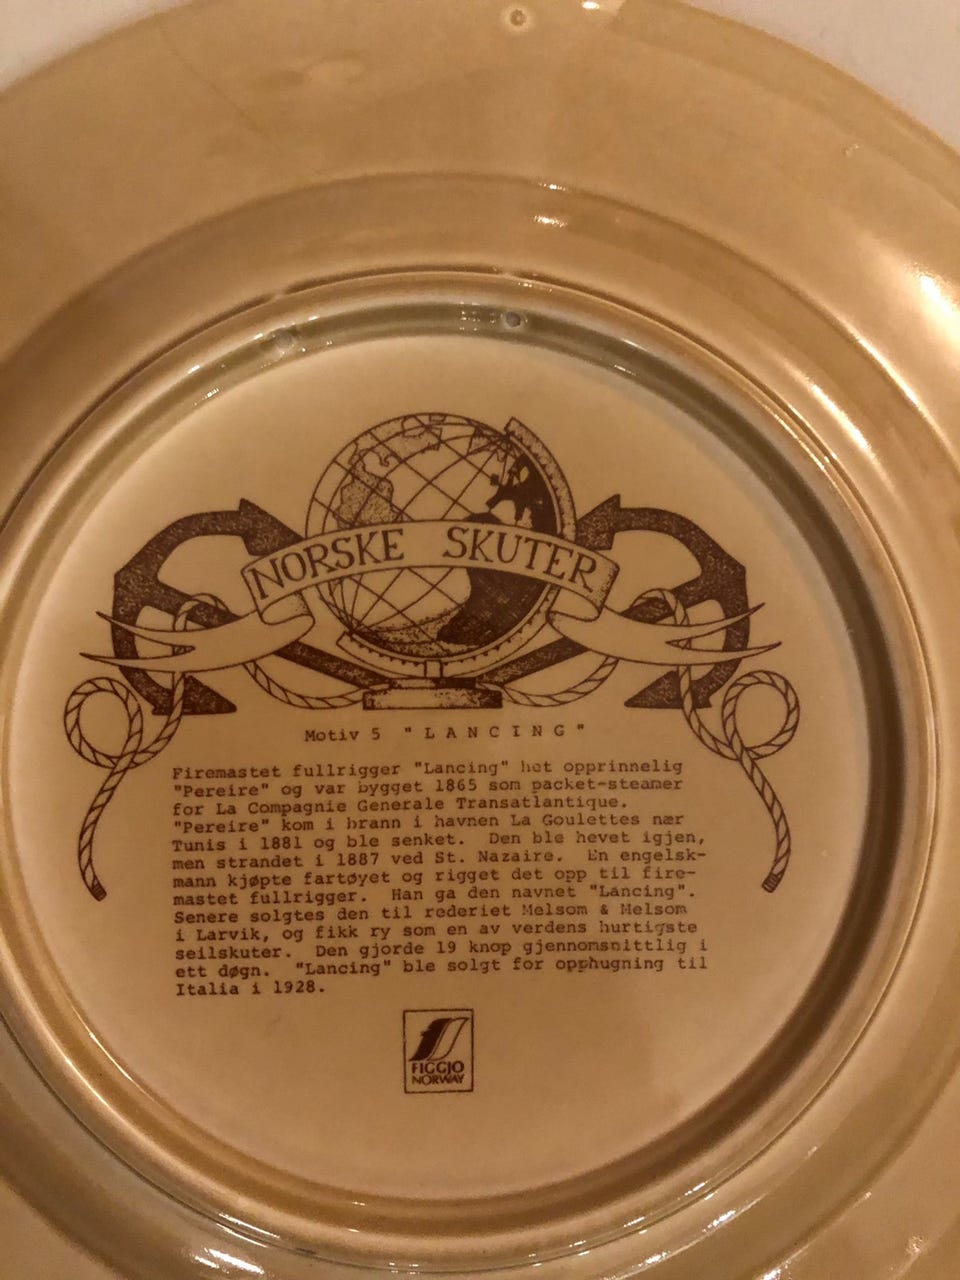 NORSKE SKUTER
Motiv 5 "LANCING"
Firemastet fullrigger "Lancing" het opprinnelig
"Pereire" og var bygget 1865 som packet-steamer
for La Compagnie Generale Transatlantique.
"Pereire" kom i brann i havnen La Goulettes nær
Tunis i 1881 og ble senket. Den ble hevet igjen,
men strandet i 1887 ved St. Nazaire. En engelsk-
mann kjøpte fartøyet og rigget det opp til fire-
mastet fullrigger. Han ga den navnet "Lancing".
Senere solgtes den til rederiet Melsom & Melsom
i Larvik, og fikk ry som en av verdens hurtigste
seilskuter. Den gjorde 19 knop gjennomsnittlig i
ett døgn. "Lancing" ble solgt for opphugning til
Italia i 1928.
FIGGJO
NORWAY